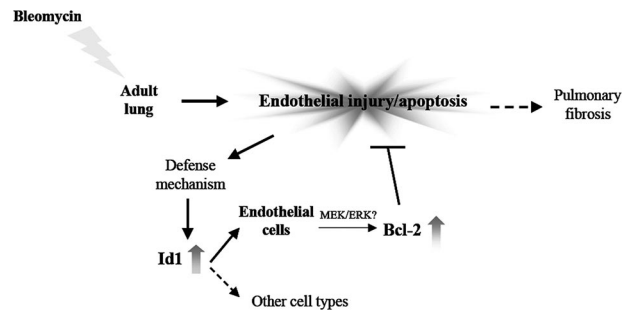 Bleomycin
Adult
lung
Endothelial injury/apoptosis
Pulmonary
fibrosis
Defense
mechanism
Endothelial
cells
MEK/ERK?
Bcl-2
Id1
Other cell types